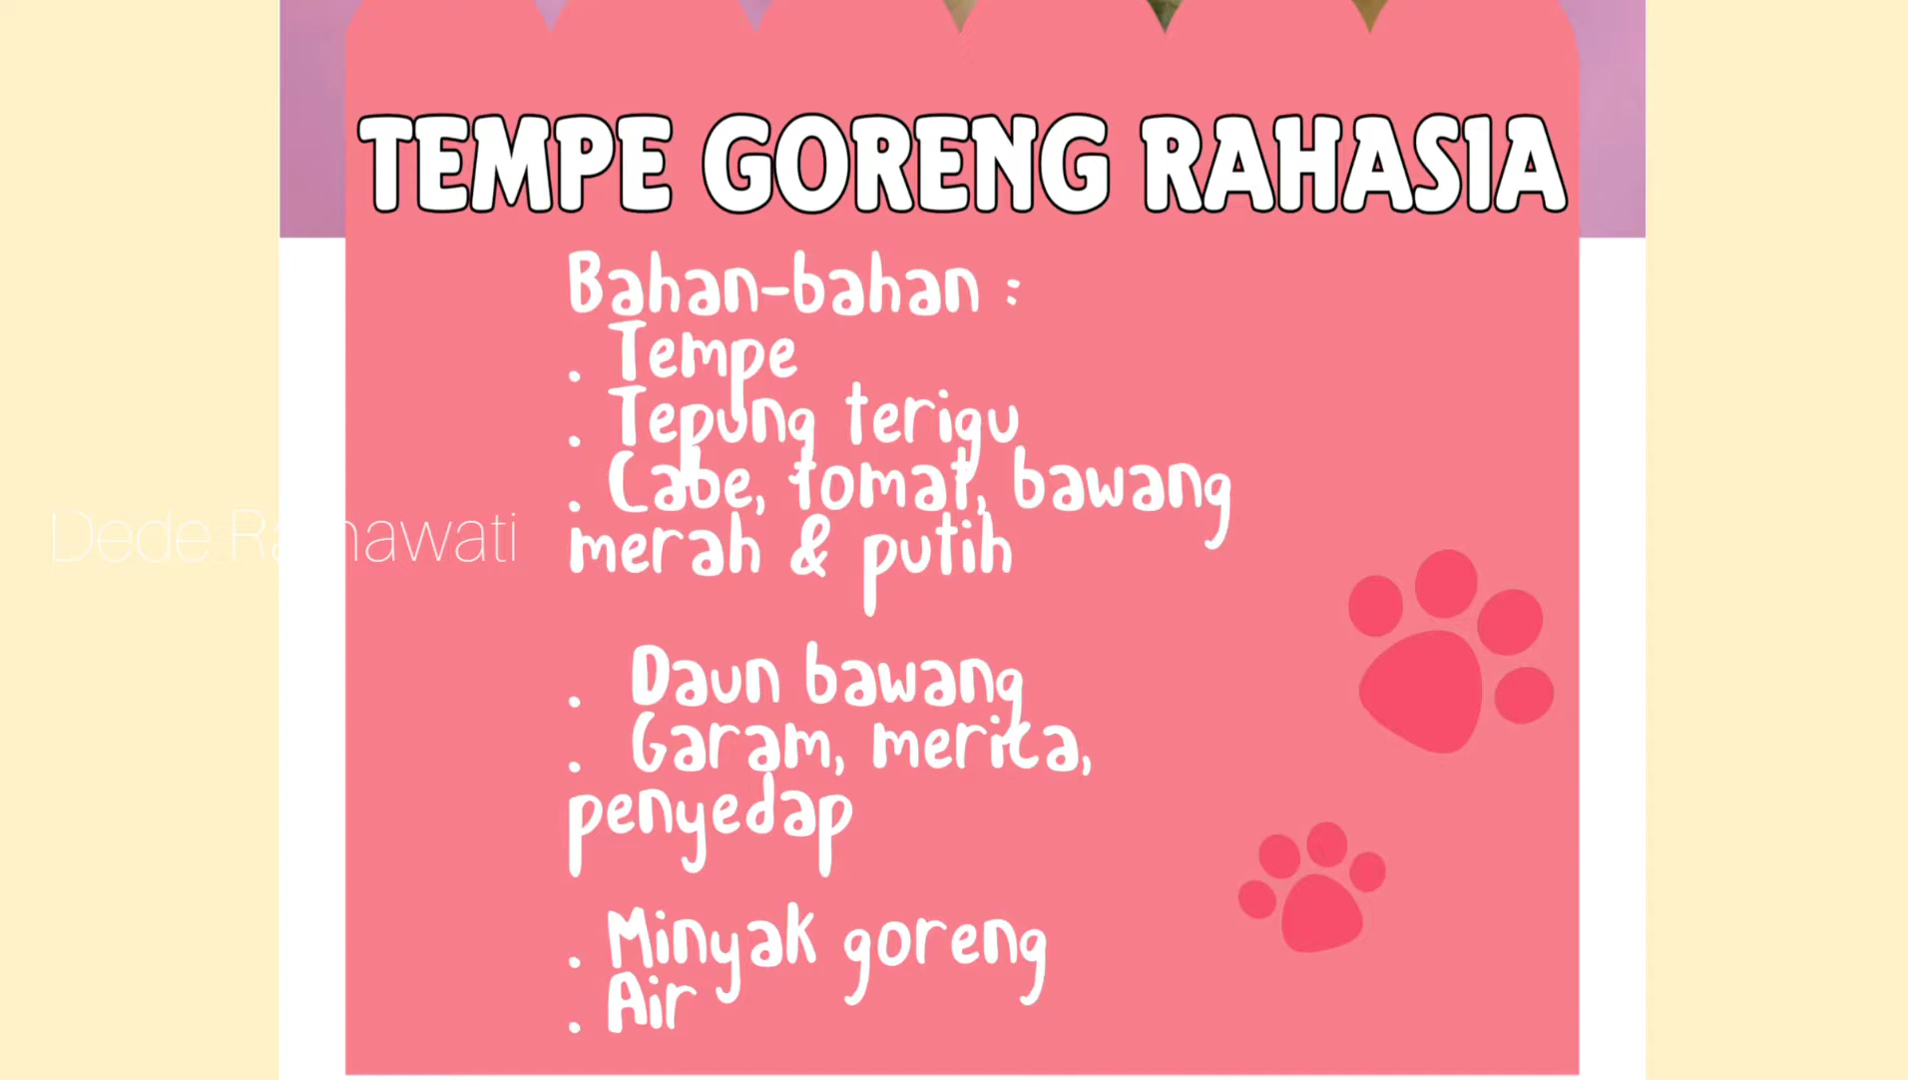 TEMPE GORENG RAHASIA
Bahan-bahan :
. Tempe
. Tepung terigu
. Cabe, tomat, bawang
merah & putih
. Daun bawang
. Garam, merica,
penyedap
. Minyak goreng
. Air